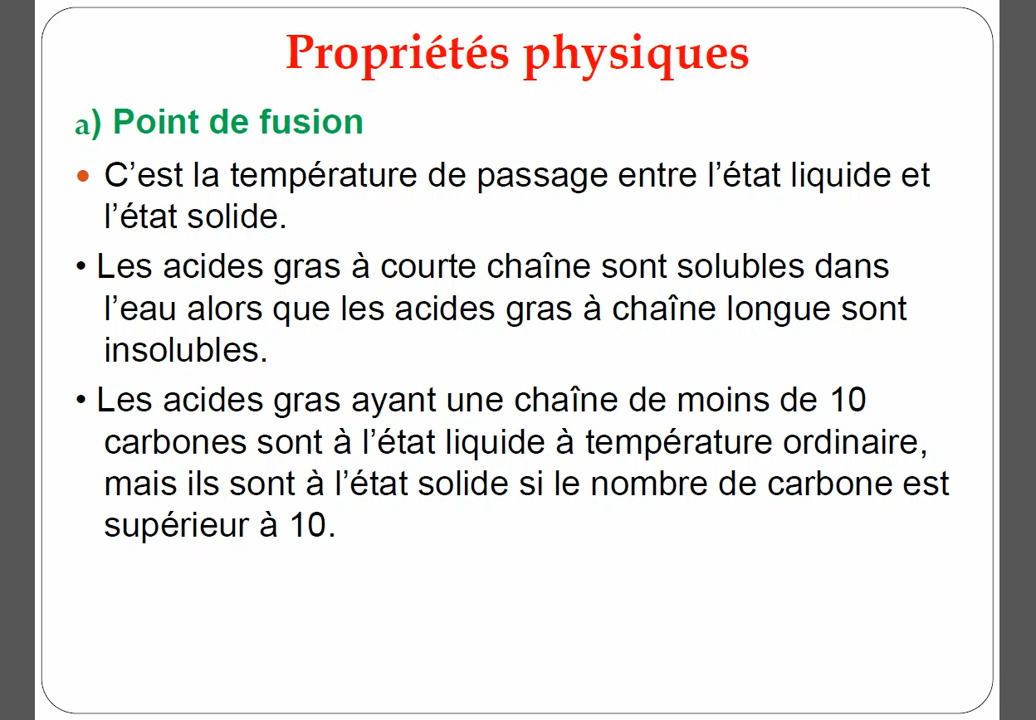 Propriétés physiques
a) Point de fusion
• C’est la température de passage entre l’état liquide et
l’état solide.
• Les acides gras à courte chaîne sont solubles dans
l’eau alors que les acides gras à chaîne longue sont
insolubles.
• Les acides gras ayant une chaîne de moins de 10
carbones sont à l’état liquide à température ordinaire,
mais ils sont à l’état solide si le nombre de carbone est
supérieur à 10.